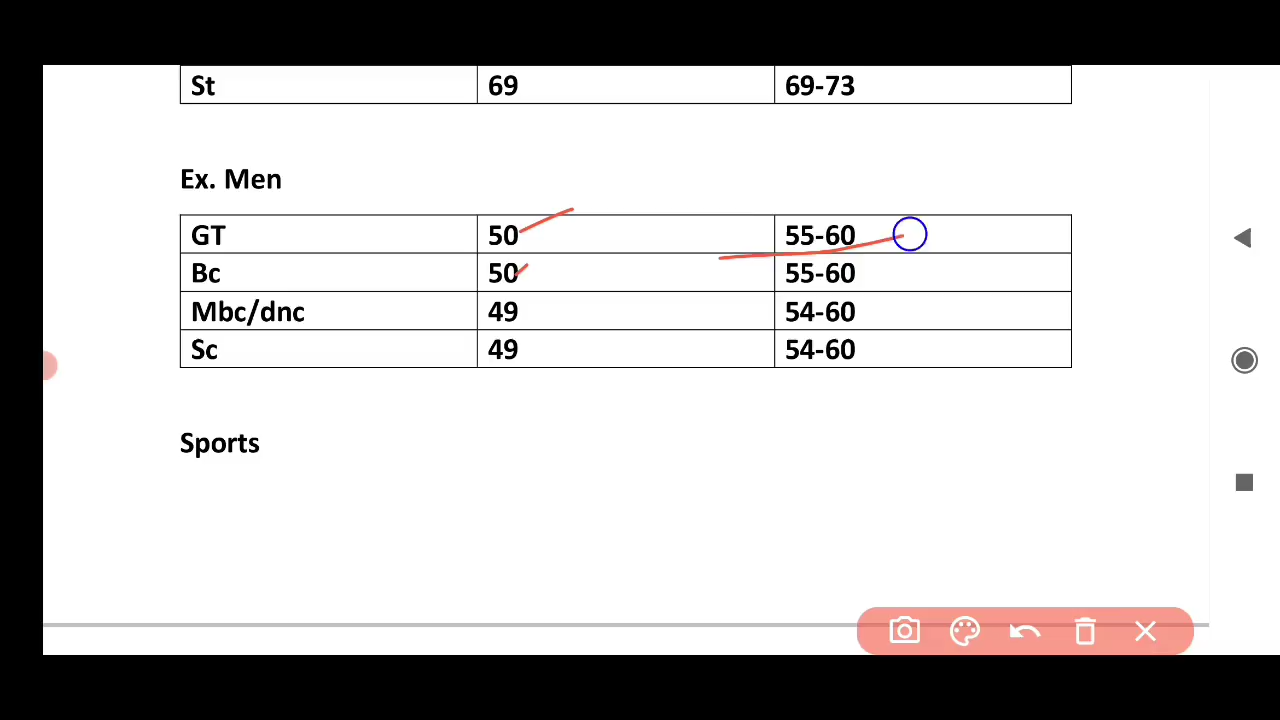 St 69 69-73
Ex. Men
GT 50 55-60
Bc 50 55-60
Mbc/dnc 49 54-60
Sc 49 54-60
Sports